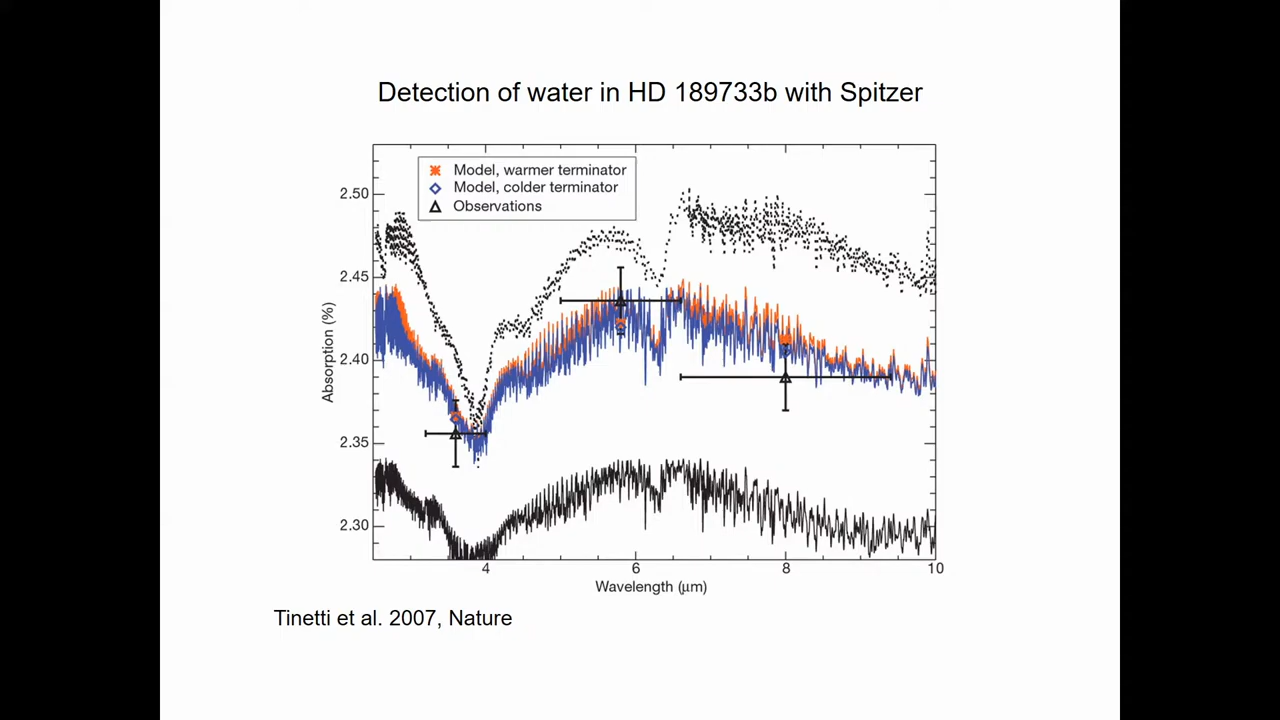 Detection of water in HD 189733b with Spitzer
Model, warmer terminator
Model, colder terminator
Observations
2.50
2.45
2.40
2.35
2.30
Absorption (%)
4
6
8
10
Wavelength (μm)
Tinetti et al. 2007, Nature